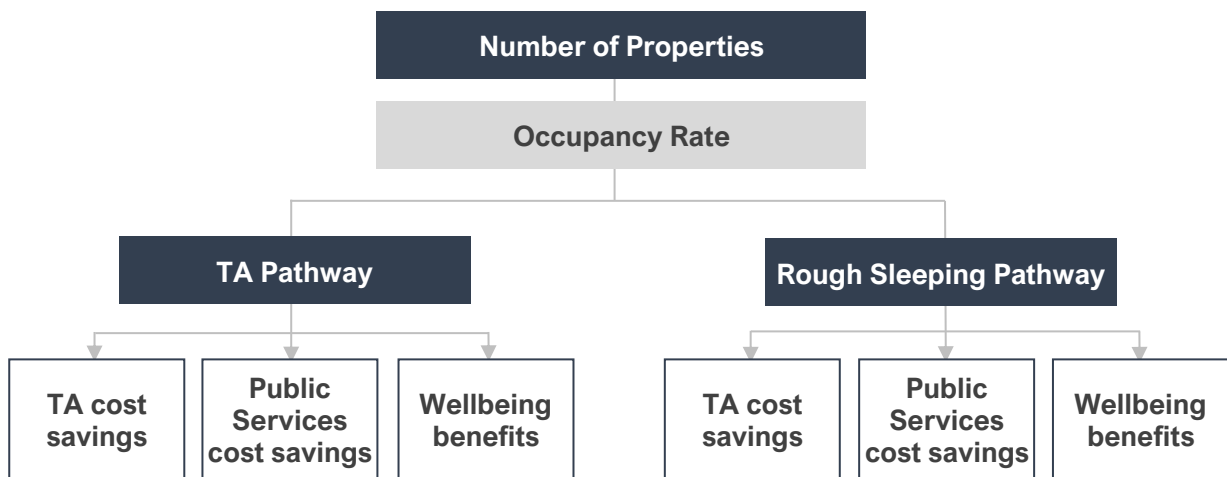 Number of Properties
Occupancy Rate
TA Pathway
Rough Sleeping Pathway
TA cost
savings
Public
Services
cost savings
Wellbeing
benefits
TA cost
savings
Public
Services
cost savings
Wellbeing
benefits